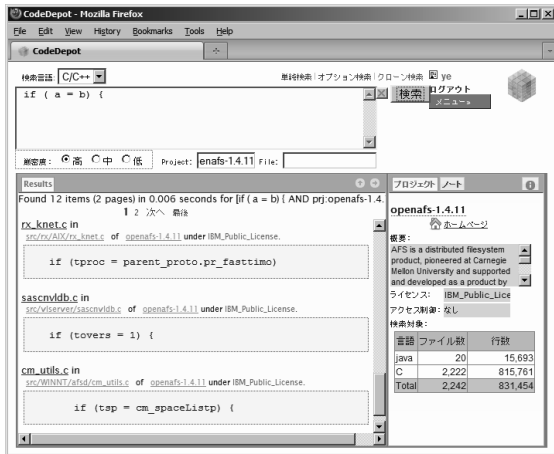 CodeDepot - Mozilla Firefox
File Edit View History Bookmarks Tools Help
CodeDepot
検索言語: C/C++
単純検索 | オプション検索 | クローン検索 ye
ログアウト
メニュー»
if ( a = b) {
検索
厳密度: 高 中 低 Project: enafs-1.4.11 File:
Results
Found 12 items (2 pages) in 0.006 seconds for [if ( a = b) { AND prj:openafs-1.4.
1 2 次へ 最後
rx_knet.c in
src/rx/AIX/rx_knet.c of openafs-1.4.11 under IBM_Public_License.
if (tproc = parent_proto.pr_fasttimo)
sascnvldb.c in
src/vlserver/sascnvldb.c of openafs-1.4.11 under IBM_Public_License.
if (tovers = 1) {
cm_utils.c in
src/WINNT/afsd/cm_utils.c of openafs-1.4.11 under IBM_Public_License.
if (tsp = cm_spaceListp) {
プロジェクト ノート
openafs-1.4.11
ホームページ
概要:
AFS is a distributed filesystem
product, pioneered at Carnegie
Mellon University and supported
and developed as a product by
ライセンス: IBM_Public_Lice
アクセス制御: なし
検索対象:
言語 ファイル数 行数
java 20 15,693
C 2,222 815,761
Total 2,242 831,454